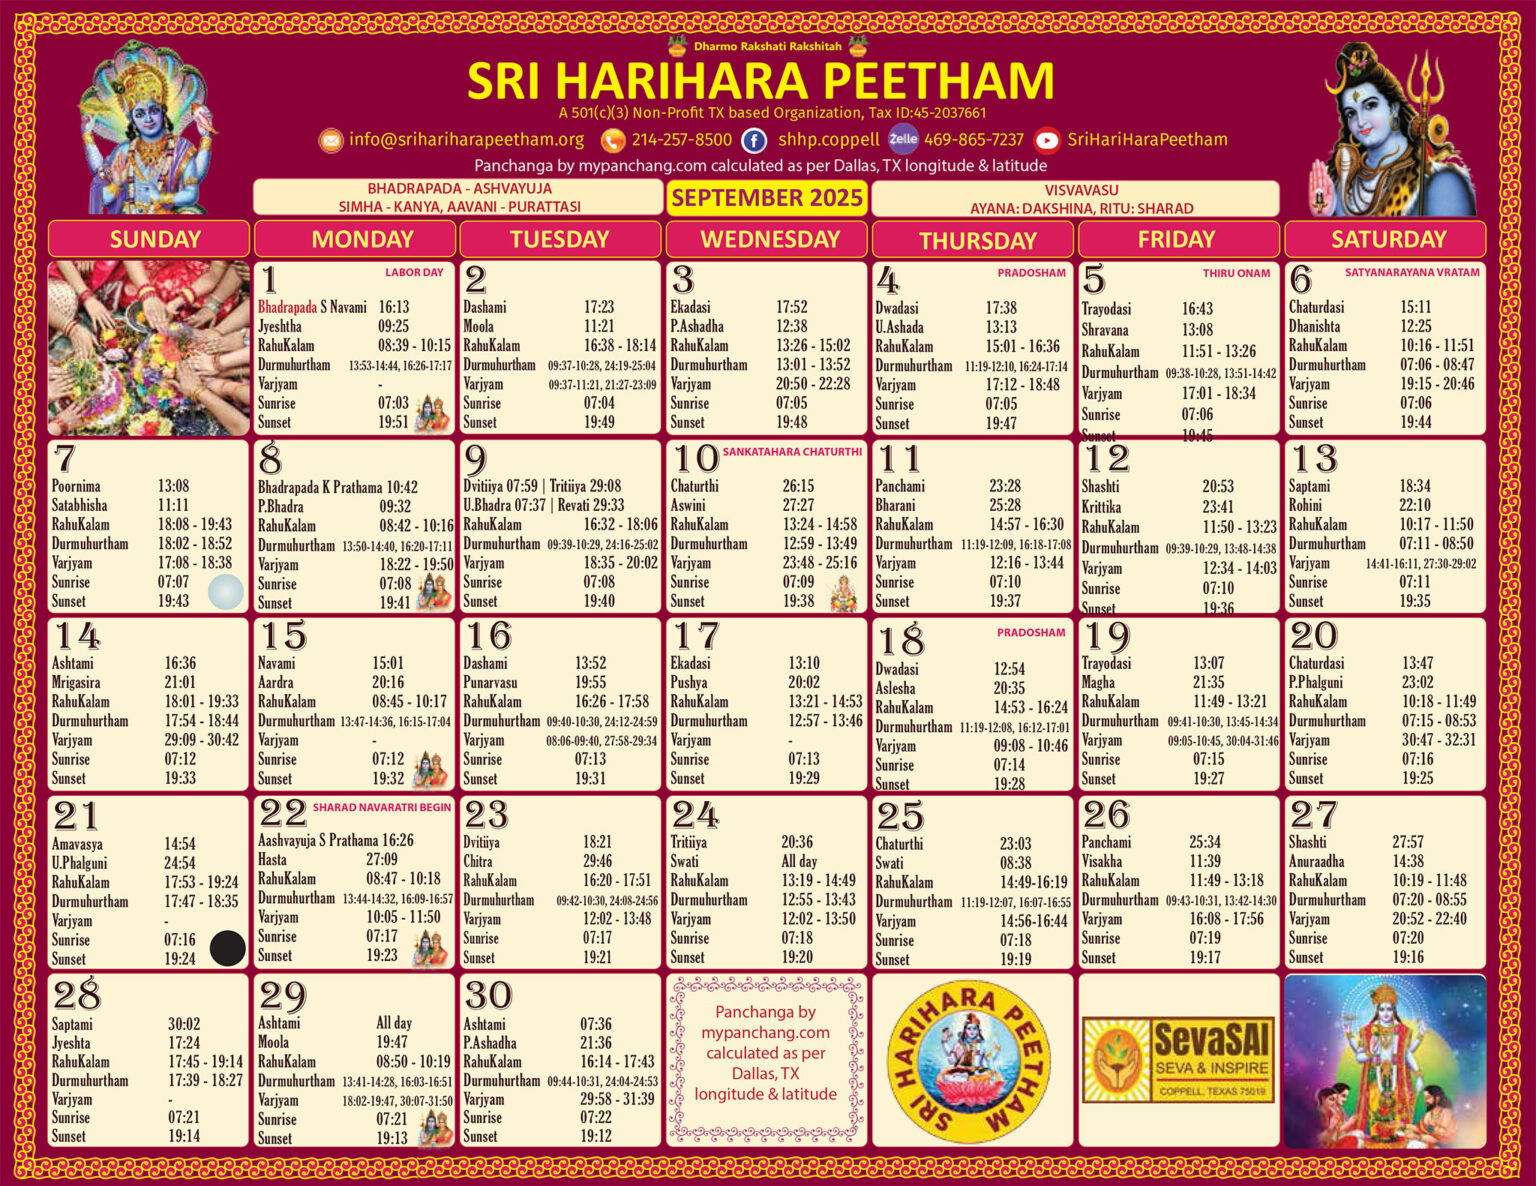 Dharmo Rakshati Rakshitah
SRI HARIHARA PEETHAM
A 501(c)(3) Non-Profit TX based Organization, Tax ID:45-2037661
info@srihariharapeetham.org 214-257-8500 shhp.coppell Zelle 469-865-7237 SriHariHaraPeetham
Panchanga by mypanchang.com calculated as per Dallas, TX longitude & latitude
BHADRAPADA - ASHVAYUJA
SIMHA - KANYA, AAVANI - PURATTASI
SEPTEMBER 2025
VISVAVASU
AYANA: DAKSHINA, RITU: SHARAD
SUNDAY MONDAY TUESDAY WEDNESDAY THURSDAY FRIDAY SATURDAY
1 LABOR DAY
Bhadrapada S Navami 16:13
Jyeshtha 09:25
RahuKalam 08:39 - 10:15
Durmuhurtham 13:53-14:44, 16:26-17:17
Varjyam -
Sunrise 07:03
Sunset 19:51
2
Dashami 17:23
Moola 11:21
RahuKalam 16:38 - 18:14
Durmuhurtham 09:37-10:28, 24:19-25:04
Varjyam 09:37-11:21, 21:27-23:09
Sunrise 07:04
Sunset 19:49
3
Ekadasi 17:52
P.Ashadha 12:38
RahuKalam 13:26 - 15:02
Durmuhurtham 13:01 - 13:52
Varjyam 20:50 - 22:28
Sunrise 07:05
Sunset 19:48
4 PRADOSHAM
Dwadasi 17:38
U.Ashada 13:13
RahuKalam 15:01 - 16:36
Durmuhurtham 11:19-12:10, 16:24-17:14
Varjyam 17:12 - 18:48
Sunrise 07:05
Sunset 19:47
5 THIRU ONAM
Trayodasi 16:43
Shravana 13:08
RahuKalam 11:51 - 13:26
Durmuhurtham 09:38-10:28, 13:51-14:42
Varjyam 17:01 - 18:34
Sunrise 07:06
Sunset 19:45
6 SATYANARAYANA VRATAM
Chaturdasi 15:11
Dhanishta 12:25
RahuKalam 10:16 - 11:51
Durmuhurtham 07:06 - 08:47
Varjyam 19:15 - 20:46
Sunrise 07:06
Sunset 19:44
7
Poornima 13:08
Satabhisha 11:11
RahuKalam 18:08 - 19:43
Durmuhurtham 18:02 - 18:52
Varjyam 17:08 - 18:38
Sunrise 07:07
Sunset 19:43
8
Bhadrapada K Prathama 10:42
P.Bhadra 09:32
RahuKalam 08:42 - 10:16
Durmuhurtham 13:50-14:40, 16:20-17:11
Varjyam 18:22 - 19:50
Sunrise 07:08
Sunset 19:41
9
Dvitiiya 07:59 | Tritiiya 29:08
U.Bhadra 07:37 | Revati 29:33
RahuKalam 16:32 - 18:06
Durmuhurtham 09:39-10:29, 24:16-25:02
Varjyam 18:35 - 20:02
Sunrise 07:08
Sunset 19:40
10 SANKATAHARA CHATURTHI
Chaturthi 26:15
Aswini 27:27
RahuKalam 13:24 - 14:58
Durmuhurtham 12:59 - 13:49
Varjyam 23:48 - 25:16
Sunrise 07:09
Sunset 19:38
11
Panchami 23:28
Bharani 25:28
RahuKalam 14:57 - 16:30
Durmuhurtham 11:19-12:09, 16:18-17:08
Varjyam 12:16 - 13:44
Sunrise 07:10
Sunset 19:37
12
Shashti 20:53
Krittika 23:41
RahuKalam 11:50 - 13:23
Durmuhurtham 09:39-10:29, 13:48-14:38
Varjyam 12:34 - 14:03
Sunrise 07:10
Sunset 19:36
13
Saptami 18:34
Rohini 22:10
RahuKalam 10:17 - 11:50
Durmuhurtham 07:11 - 08:50
Varjyam 14:41-16:11, 27:30-29:02
Sunrise 07:11
Sunset 19:35
14
Ashtami 16:36
Mrigasira 21:01
RahuKalam 18:01 - 19:33
Durmuhurtham 17:54 - 18:44
Varjyam 29:09 - 30:42
Sunrise 07:12
Sunset 19:33
15
Navami 15:01
Aardra 20:16
RahuKalam 08:45 - 10:17
Durmuhurtham 13:47-14:36, 16:15-17:04
Varjyam -
Sunrise 07:12
Sunset 19:32
16
Dashami 13:52
Punarvasu 19:55
RahuKalam 16:26 - 17:58
Durmuhurtham 09:40-10:30, 24:12-24:59
Varjyam 08:06-09:40, 27:58-29:34
Sunrise 07:13
Sunset 19:31
17
Ekadasi 13:10
Pushya 20:02
RahuKalam 13:21 - 14:53
Durmuhurtham 12:57 - 13:46
Varjyam -
Sunrise 07:13
Sunset 19:29
18 PRADOSHAM
Dwadasi 12:54
Aslesha 20:35
RahuKalam 14:53 - 16:24
Durmuhurtham 11:19-12:08, 16:12-17:01
Varjyam 09:08 - 10:46
Sunrise 07:14
Sunset 19:28
19
Trayodasi 13:07
Magha 21:35
RahuKalam 11:49 - 13:21
Durmuhurtham 09:41-10:30, 13:45-14:34
Varjyam 09:05-10:45, 30:04-31:46
Sunrise 07:15
Sunset 19:27
20
Chaturdasi 13:47
P.Phalguni 23:02
RahuKalam 10:18 - 11:49
Durmuhurtham 07:15 - 08:53
Varjyam 30:47 - 32:31
Sunrise 07:16
Sunset 19:25
21
Amavasya 14:54
U.Phalguni 24:54
RahuKalam 17:53 - 19:24
Durmuhurtham 17:47 - 18:35
Varjyam -
Sunrise 07:16
Sunset 19:24
22 SHARAD NAVARATRI BEGIN
Aashvayuja S Prathama 16:26
Hasta 27:09
RahuKalam 08:47 - 10:18
Durmuhurtham 13:44-14:32, 16:09-16:57
Varjyam 10:05 - 11:50
Sunrise 07:17
Sunset 19:23
23
Dvitiiya 18:21
Chitra 29:46
RahuKalam 16:20 - 17:51
Durmuhurtham 09:42-10:30, 24:08-24:56
Varjyam 12:02 - 13:48
Sunrise 07:17
Sunset 19:21
24
Tritiiya 20:36
Swati All day
RahuKalam 13:19 - 14:49
Durmuhurtham 12:55 - 13:43
Varjyam 12:02 - 13:50
Sunrise 07:18
Sunset 19:20
25
Chaturthi 23:03
Swati 08:38
RahuKalam 14:49-16:19
Durmuhurtham 11:19-12:07, 16:07-16:55
Varjyam 14:56-16:44
Sunrise 07:18
Sunset 19:19
26
Panchami 25:34
Visakha 11:39
RahuKalam 11:49 - 13:18
Durmuhurtham 09:43-10:31, 13:42-14:30
Varjyam 16:08 - 17:56
Sunrise 07:19
Sunset 19:17
27
Shashti 27:57
Anuraadha 14:38
RahuKalam 10:19 - 11:48
Durmuhurtham 07:20 - 08:55
Varjyam 20:52 - 22:40
Sunrise 07:20
Sunset 19:16
28
Saptami 30:02
Jyeshta 17:24
RahuKalam 17:45 - 19:14
Durmuhurtham 17:39 - 18:27
Varjyam -
Sunrise 07:21
Sunset 19:14
29
Ashtami All day
Moola 19:47
RahuKalam 08:50 - 10:19
Durmuhurtham 13:41-14:28, 16:03-16:51
Varjyam 18:02-19:47, 30:07-31:50
Sunrise 07:21
Sunset 19:13
30
Ashtami 07:36
P.Ashadha 21:36
RahuKalam 16:14 - 17:43
Durmuhurtham 09:44-10:31, 24:04-24:53
Varjyam 29:58 - 31:39
Sunrise 07:22
Sunset 19:12
Panchanga by
mypanchang.com
calculated as per
Dallas, TX
longitude & latitude
SRI HARIHARA PEETHAM
SevaSAI
SEVA & INSPIRE
COPPELL, TEXAS 75019